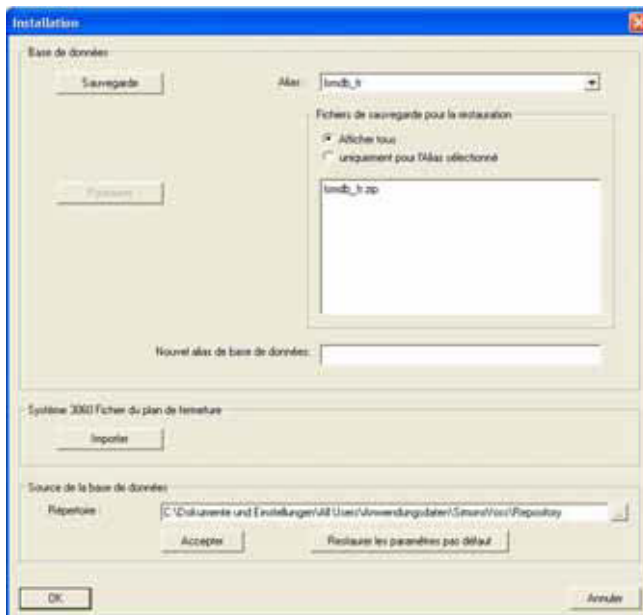 Installation
Base de données
Sauvegarde
Alias :
lsmdb_fr
Fichiers de sauvegarde pour la restauration
Afficher tous
uniquement pour l'Alias sélectionné
lsmdb_fr.zip
Nouvel alias de base de données:
Système 3060 Fichier du plan de fermeture
Importer
Source de la base de données
Répertoire :
C:\Dokumente und Einstellungen\All Users\Anwendungsdaten\SimonsVoss\Repository
...
Accepter
Restaurer les paramètres pas défaut
OK
Annuler